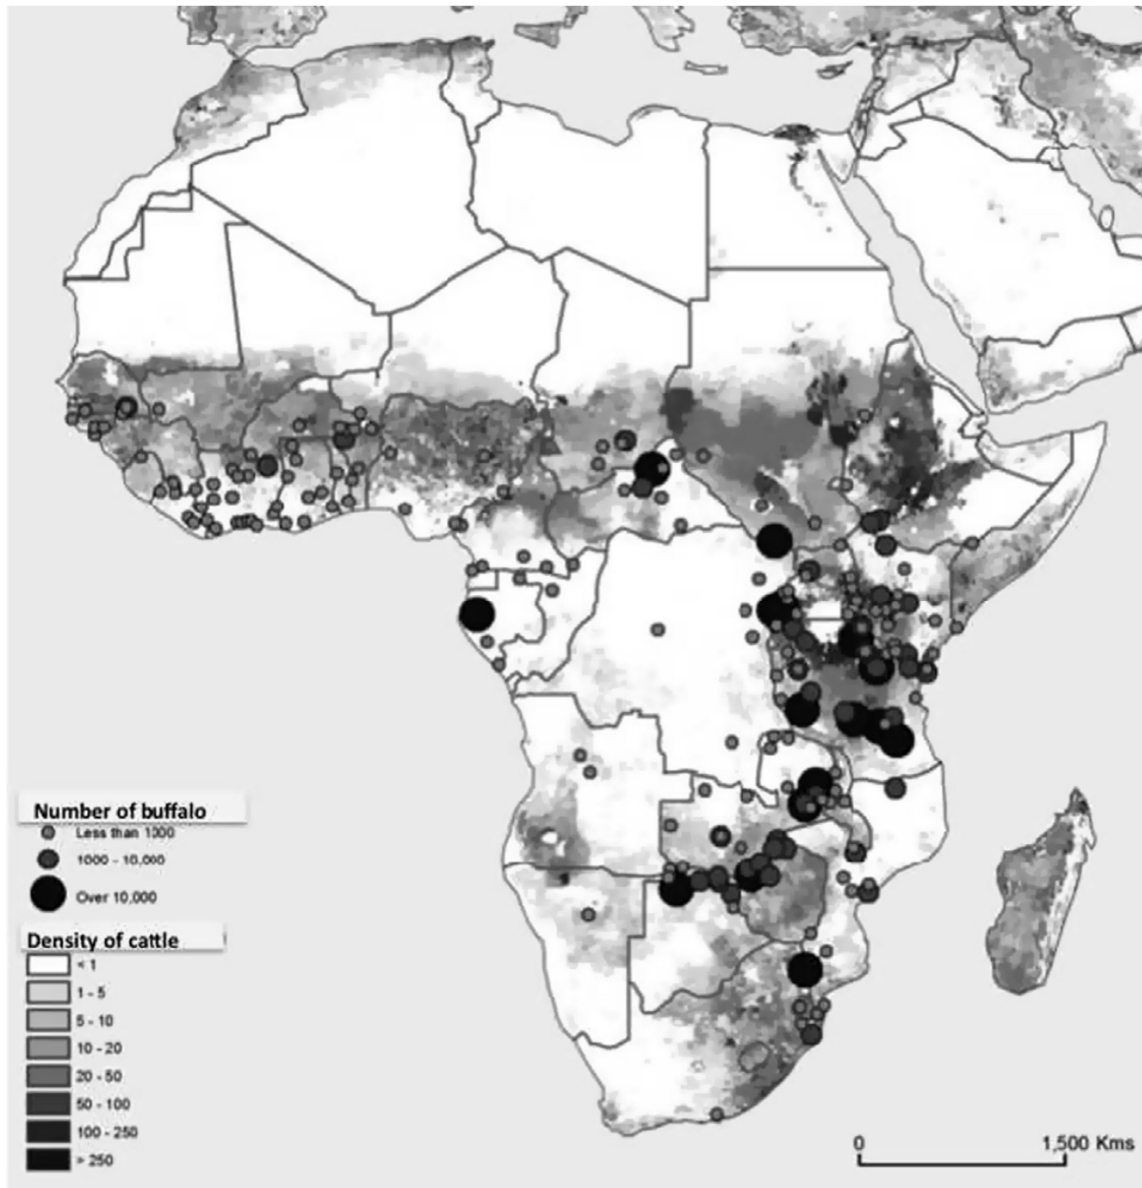 Number of buffalo
Less than 1000
1000 - 10,000
Over 10,000
Density of cattle
< 1
1 - 5
5 - 10
10 - 20
20 - 50
50 - 100
100 - 250
> 250
0 1,500 Kms